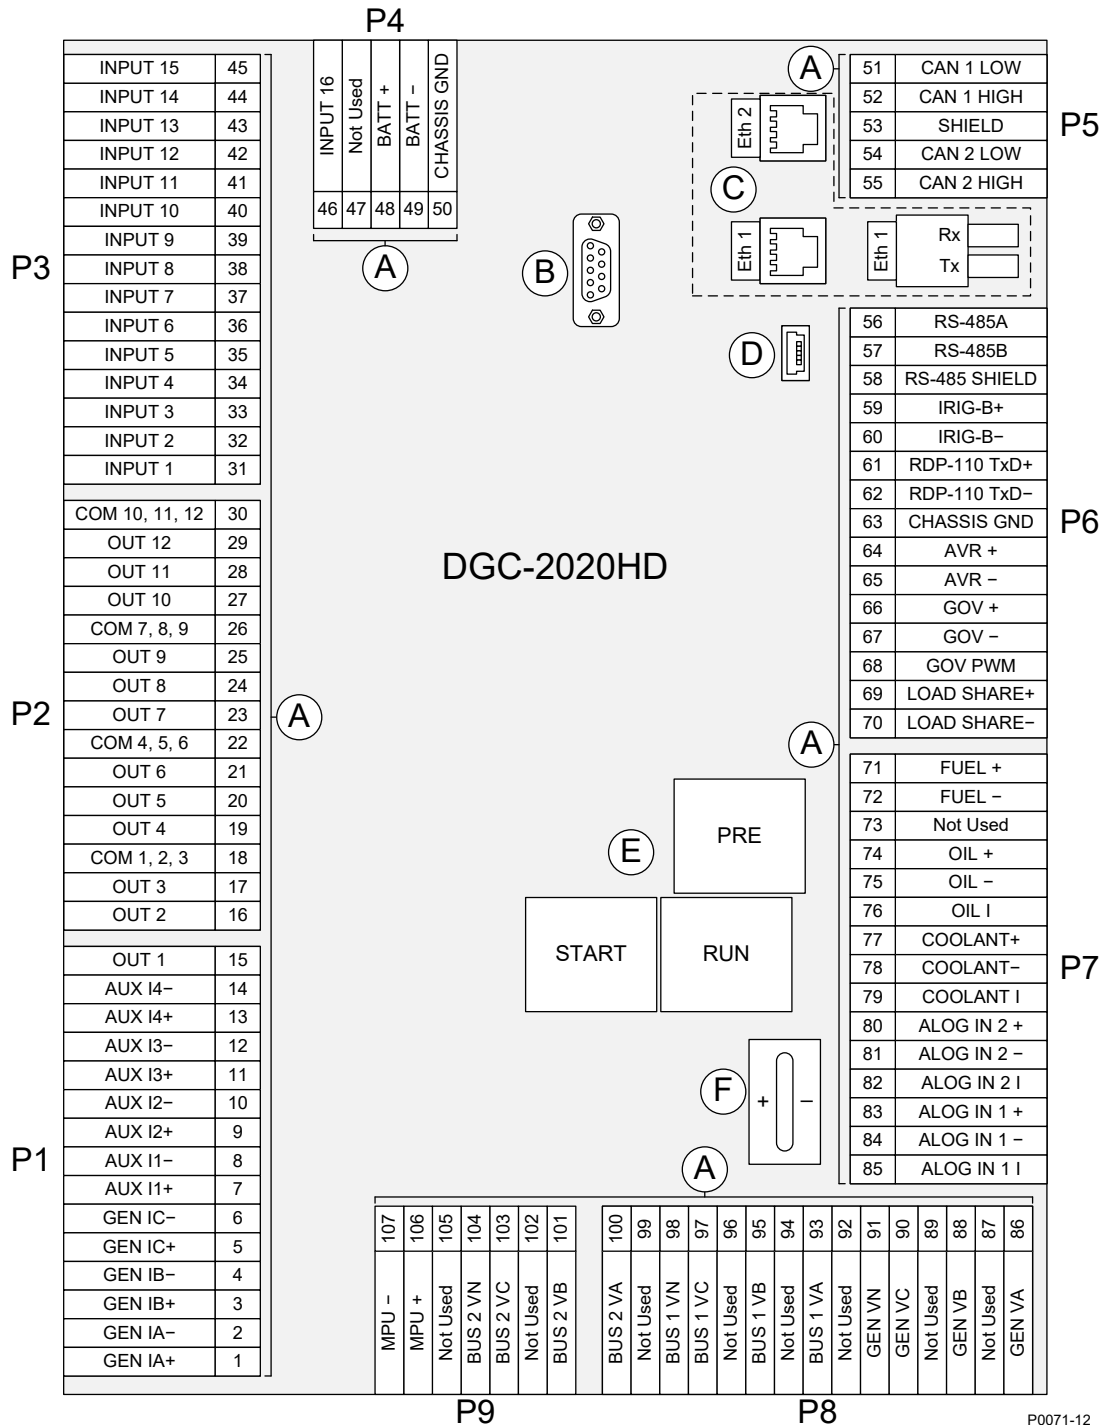 P4
INPUT 15 45
INPUT 14 44
INPUT 13 43
INPUT 12 42
INPUT 11 41
INPUT 10 40
INPUT 9 39
INPUT 8 38
INPUT 7 37
INPUT 6 36
INPUT 5 35
INPUT 4 34
INPUT 3 33
INPUT 2 32
INPUT 1 31
P3
INPUT 16 46
Not Used 47
BATT + 48
BATT − 49
CHASSIS GND 50
A
B
A
51 CAN 1 LOW
52 CAN 1 HIGH
53 SHIELD
54 CAN 2 LOW
55 CAN 2 HIGH
P5
Eth 2
C
Eth 1
Eth 1
Rx
Tx
D
COM 10, 11, 12 30
OUT 12 29
OUT 11 28
OUT 10 27
COM 7, 8, 9 26
OUT 9 25
OUT 8 24
OUT 7 23
COM 4, 5, 6 22
OUT 6 21
OUT 5 20
OUT 4 19
COM 1, 2, 3 18
OUT 3 17
OUT 2 16
P2
A
DGC-2020HD
56 RS-485A
57 RS-485B
58 RS-485 SHIELD
59 IRIG-B+
60 IRIG-B−
61 RDP-110 TxD+
62 RDP-110 TxD−
63 CHASSIS GND
64 AVR +
65 AVR −
66 GOV +
67 GOV −
68 GOV PWM
69 LOAD SHARE+
70 LOAD SHARE−
P6
A
OUT 1 15
AUX I4− 14
AUX I4+ 13
AUX I3− 12
AUX I3+ 11
AUX I2− 10
AUX I2+ 9
AUX I1− 8
AUX I1+ 7
GEN IC− 6
GEN IC+ 5
GEN IB− 4
GEN IB+ 3
GEN IA− 2
GEN IA+ 1
P1
E
PRE
START
RUN
F
+ −
71 FUEL +
72 FUEL −
73 Not Used
74 OIL +
75 OIL −
76 OIL I
77 COOLANT+
78 COOLANT−
79 COOLANT I
80 ALOG IN 2 +
81 ALOG IN 2 −
82 ALOG IN 2 I
83 ALOG IN 1 +
84 ALOG IN 1 −
85 ALOG IN 1 I
P7
A
107 MPU −
106 MPU +
105 Not Used
104 BUS 2 VN
103 BUS 2 VC
102 Not Used
101 BUS 2 VB
P9
100 BUS 2 VA
99 Not Used
98 BUS 1 VN
97 BUS 1 VC
96 Not Used
95 BUS 1 VB
94 Not Used
93 BUS 1 VA
92 Not Used
91 GEN VN
90 GEN VC
89 Not Used
88 GEN VB
87 Not Used
86 GEN VA
P8
P0071-12